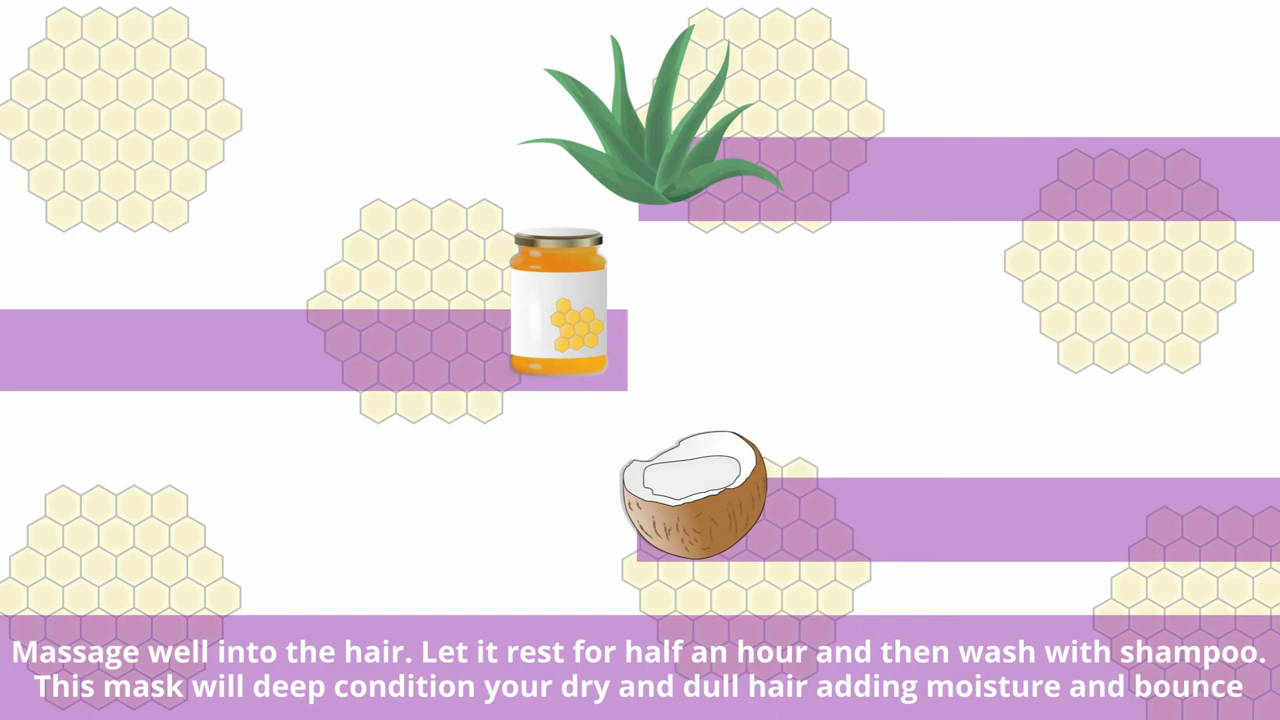 Massage well into the hair. Let it rest for half an hour and then wash with shampoo.
This mask will deep condition your dry and dull hair adding moisture and bounce